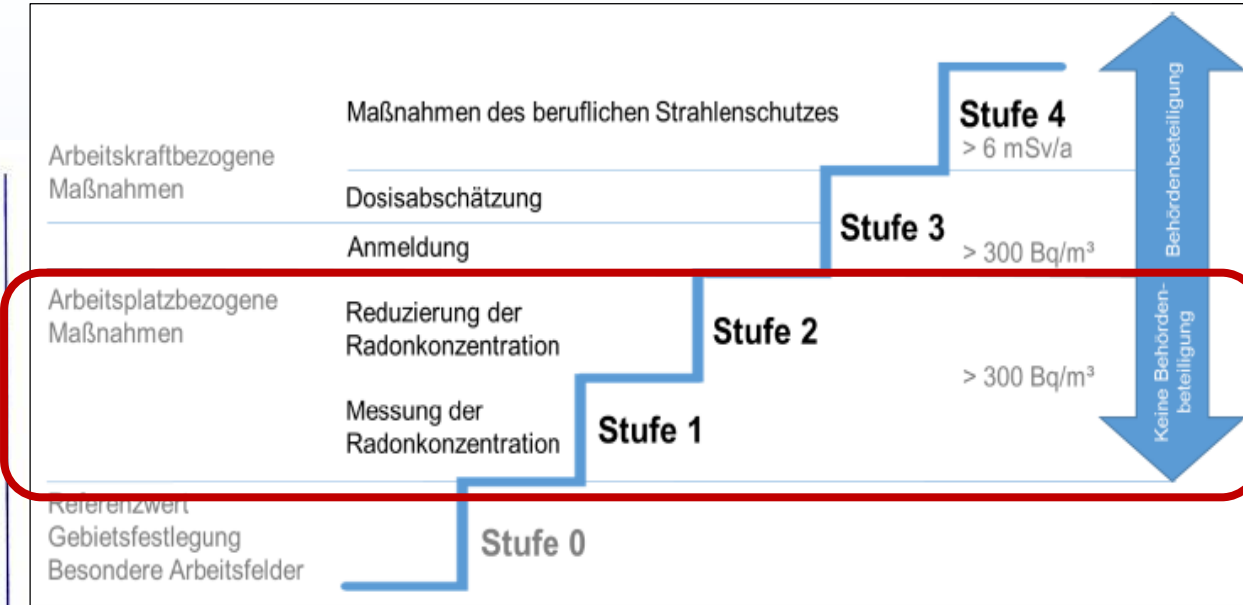 Maßnahmen des beruflichen Strahlenschutzes
Stufe 4
> 6 mSv/a
Arbeitskraftbezogene
Maßnahmen
Dosisabschätzung
Stufe 3
Anmeldung
> 300 Bq/m³
Behördenbeteiligung
Arbeitsplatzbezogene
Maßnahmen
Reduzierung der
Radonkonzentration
Stufe 2
> 300 Bq/m³
Keine Behörden-
beteiligung
Messung der
Radonkonzentration
Stufe 1
Referenzwert
Gebietsfestlegung
Besondere Arbeitsfelder
Stufe 0